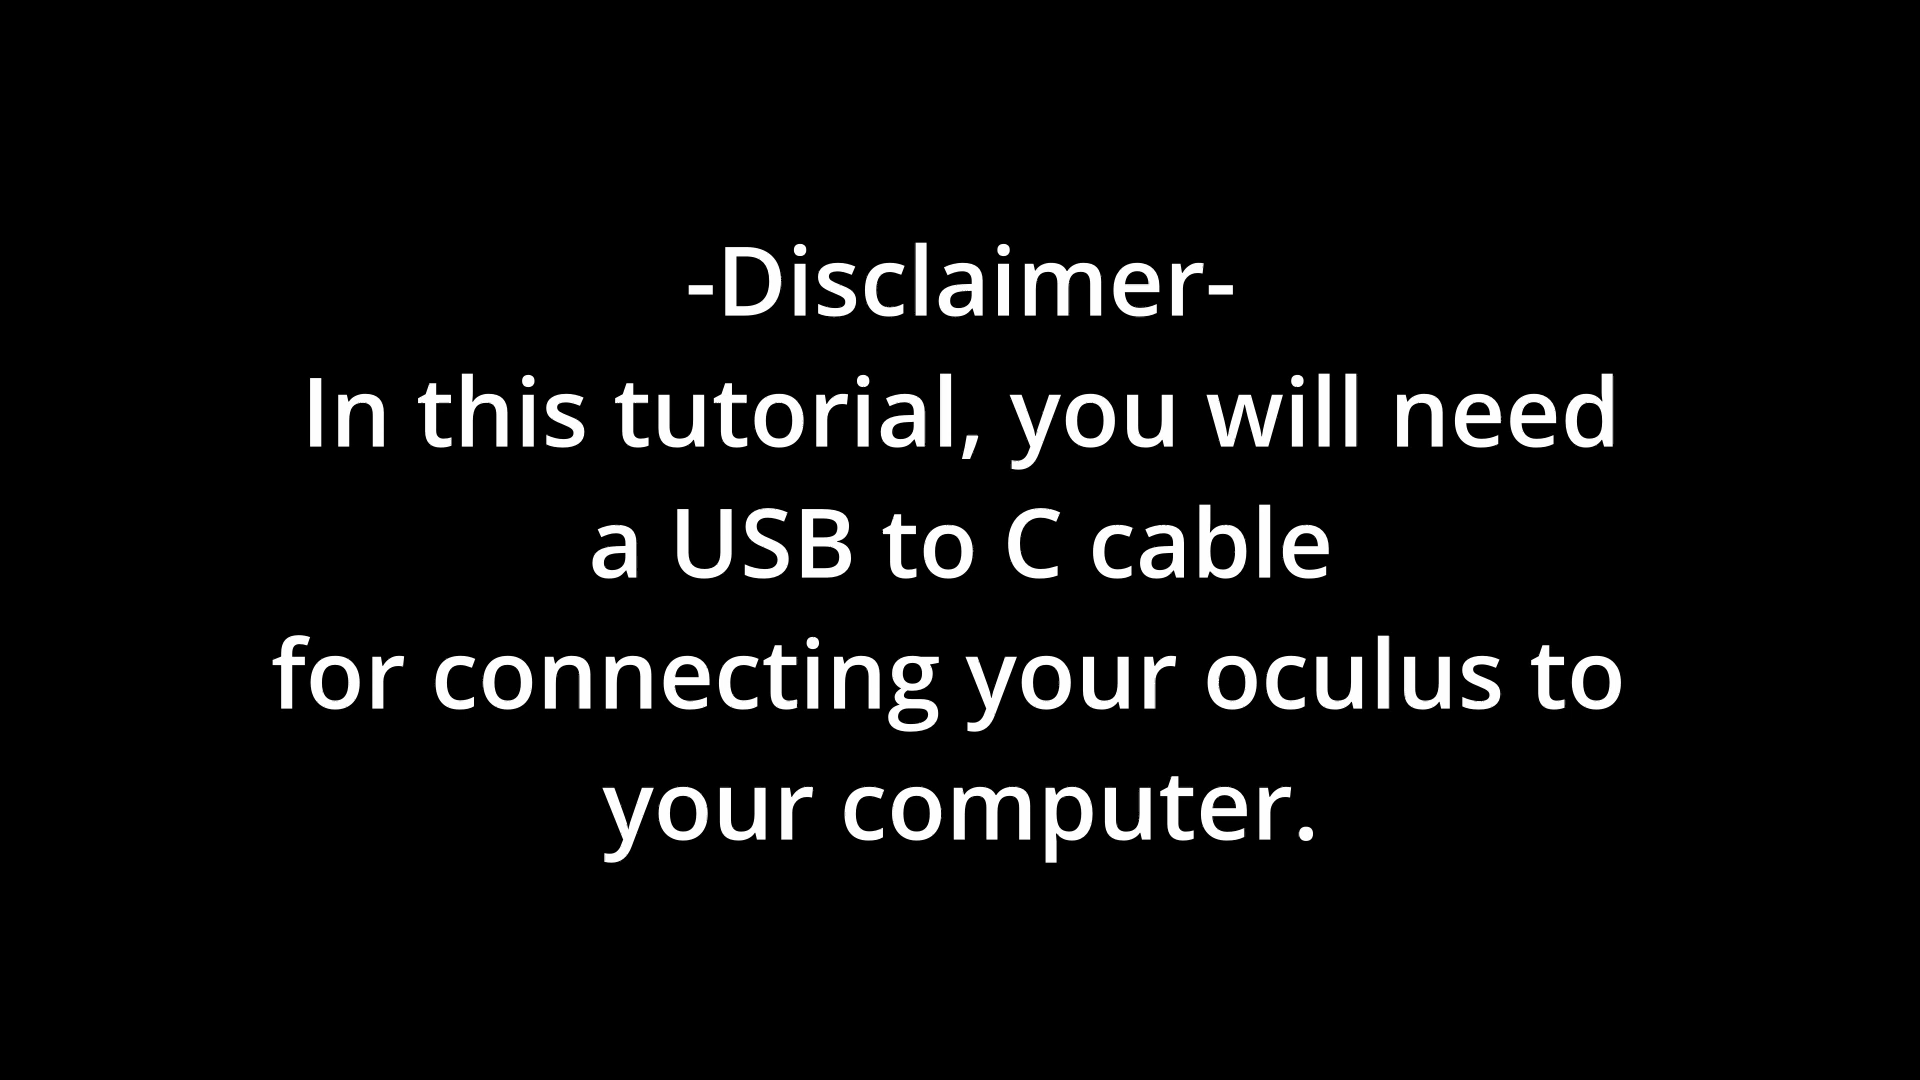 -Disclaimer-
In this tutorial, you will need
a USB to C cable
for connecting your oculus to
your computer.